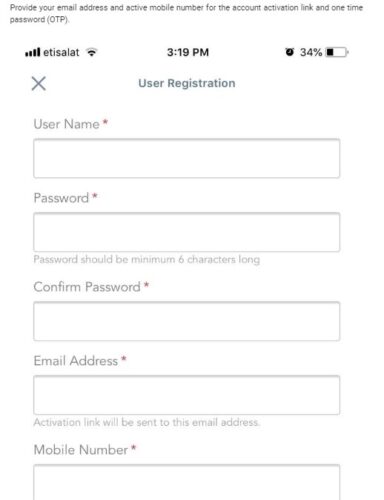 Provide your email address and active mobile number for the account activation link and one time
password (OTP).
etisalat 3:19 PM 34%
User Registration
User Name *
Password *
Password should be minimum 6 characters long
Confirm Password *
Email Address *
Activation link will be sent to this email address.
Mobile Number *